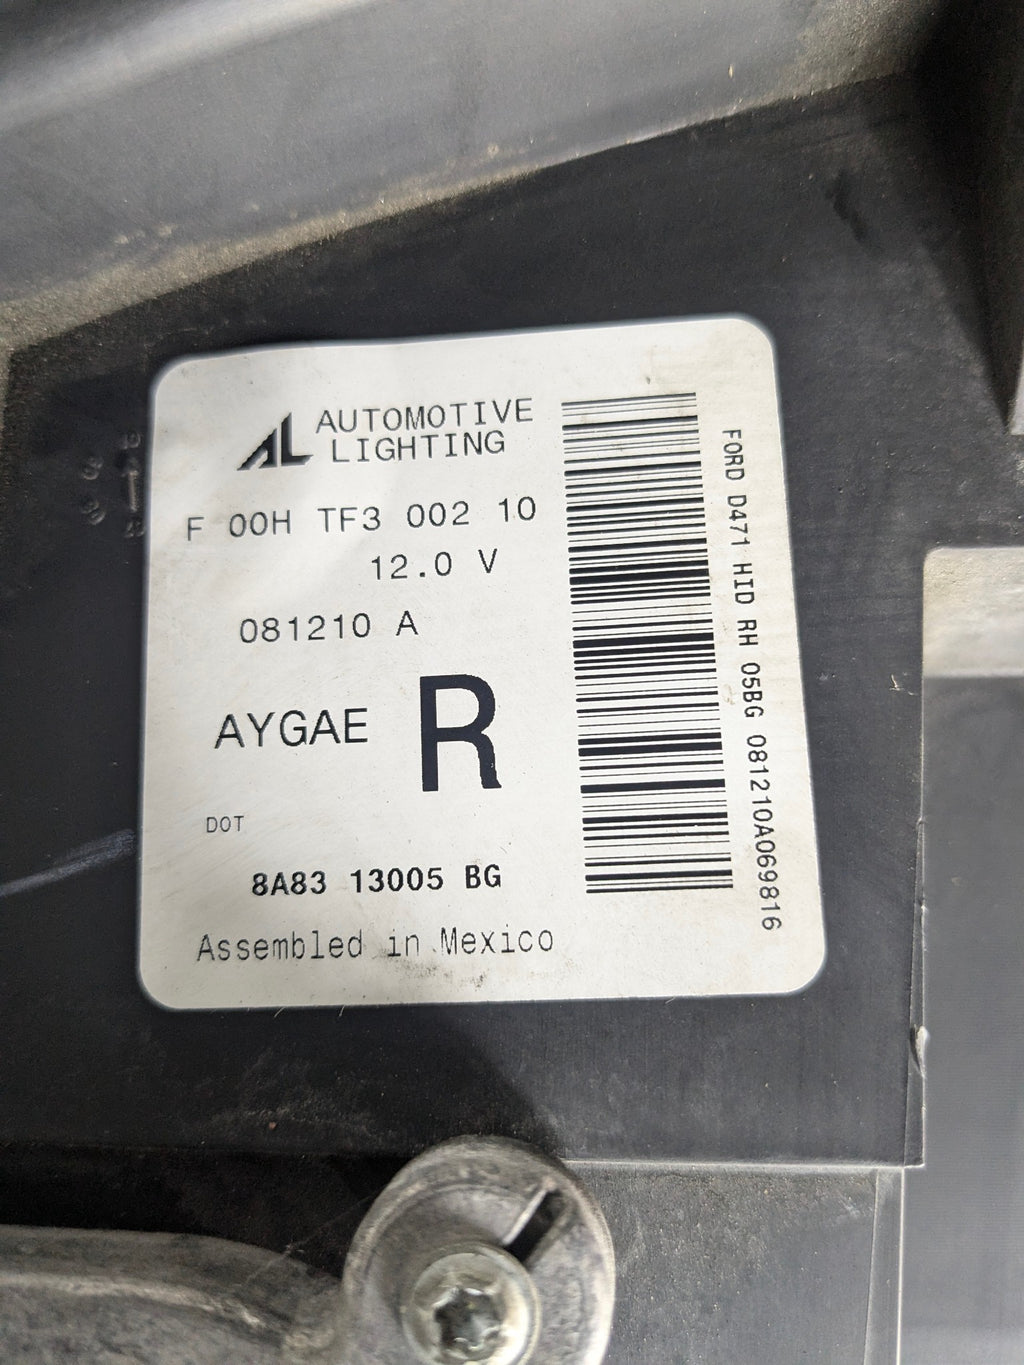 AL AUTOMOTIVE
LIGHTING
F 00H TF3 002 10
12.0 V
081210 A
AYGAE R
DOT
8A83 13005 BG
Assembled in Mexico
FORD D471 HID RH 05BG 081210A069816